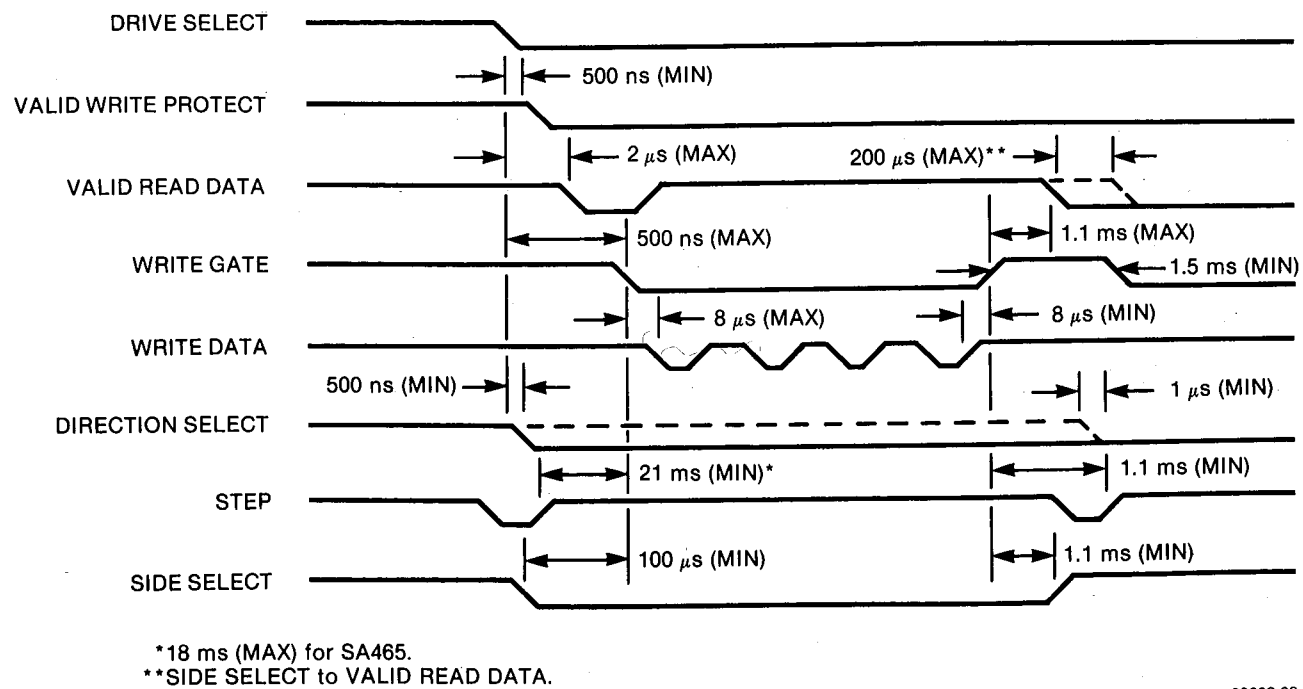 DRIVE SELECT
500 ns (MIN)
VALID WRITE PROTECT
2 μs (MAX)
200 μs (MAX)**
VALID READ DATA
500 ns (MAX)
1.1 ms (MAX)
WRITE GATE
1.5 ms (MIN)
8 μs (MAX)
8 μs (MIN)
WRITE DATA
500 ns (MIN)
1 μs (MIN)
DIRECTION SELECT
21 ms (MIN)*
1.1 ms (MIN)
STEP
100 μs (MIN)
1.1 ms (MIN)
SIDE SELECT
*18 ms (MAX) for SA465.
**SIDE SELECT to VALID READ DATA.